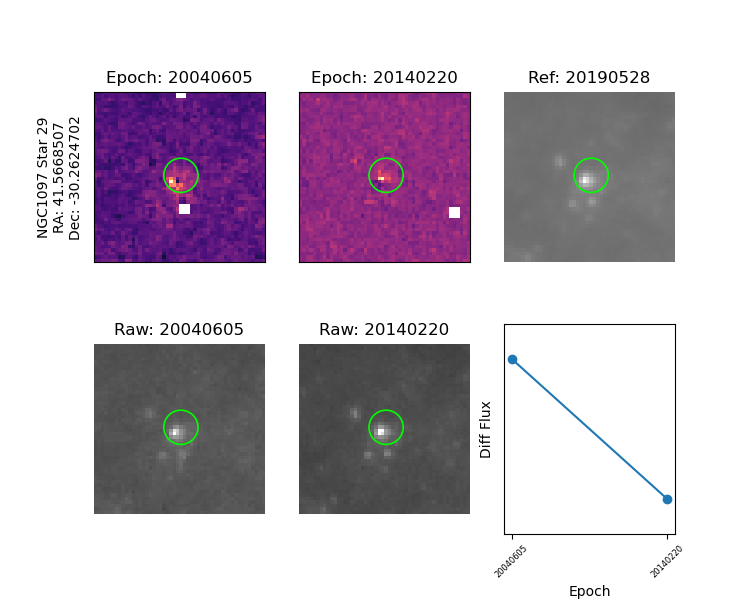 Epoch: 20040605
Epoch: 20140220
Ref: 20190528
NGC1097 Star 29
RA: 41.5668507
Dec: -30.2624702
Raw: 20040605
Raw: 20140220
Diff Flux
20040605
20140220
Epoch